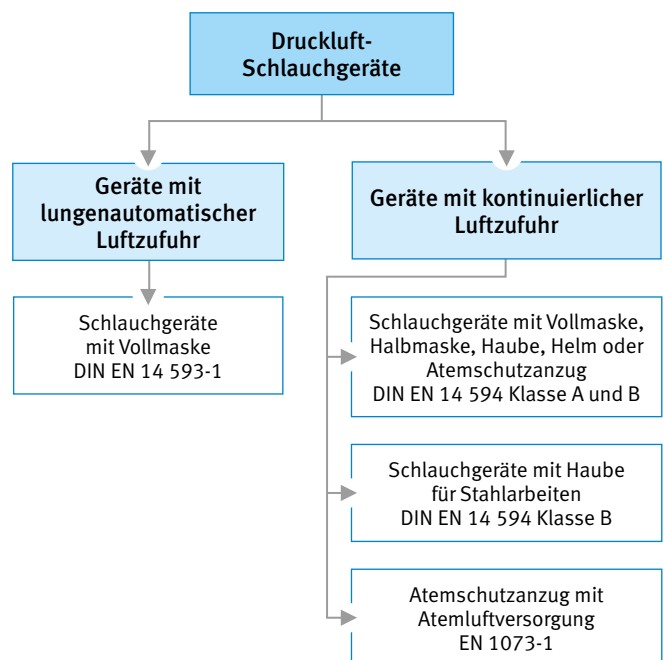 Druckluft-
Schlauchgeräte
Geräte mit
lungenautomatischer
Luftzufuhr
Geräte mit kontinuierlicher
Luftzufuhr
Schlauchgeräte
mit Vollmaske
DIN EN 14 593-1
Schlauchgeräte mit Vollmaske,
Halbmaske, Haube, Helm oder
Atemschutzanzug
DIN EN 14 594 Klasse A und B
Schlauchgeräte mit Haube
für Stahlarbeiten
DIN EN 14 594 Klasse B
Atemschutzanzug mit
Atemluftversorgung
EN 1073-1